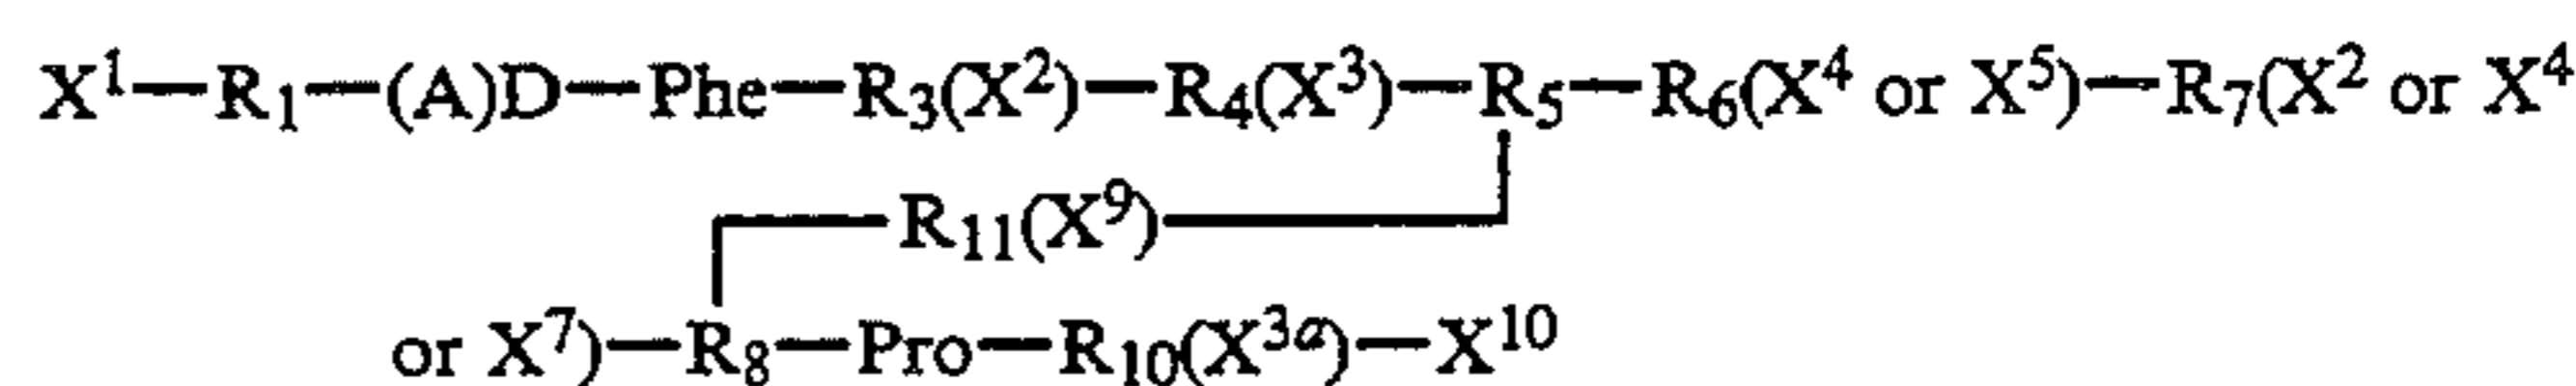 X¹—R₁—(A)D—Phe—R₃(X²)—R₄(X³)—R₅—R₆(X⁴ or X⁵)—R₇(X² or X⁴
R₁₁(X⁹)
or X⁷)—R₈—Pro—R₁₀(X³ᵃ)—X¹⁰